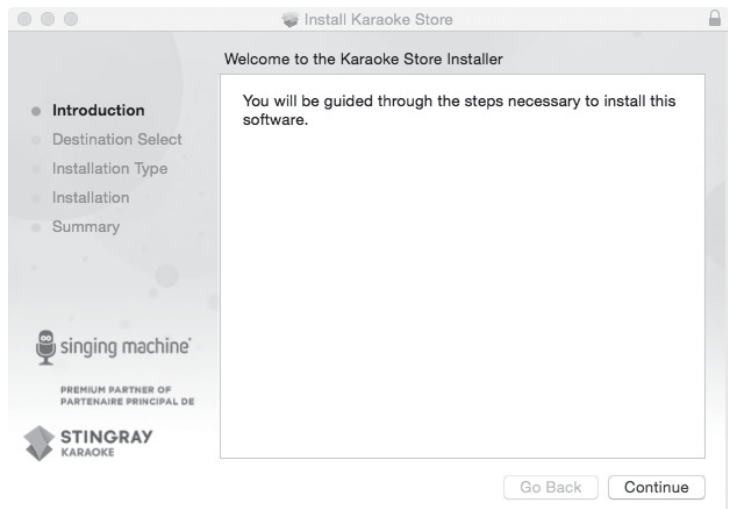 Install Karaoke Store
Welcome to the Karaoke Store Installer
Introduction
Destination Select
Installation Type
Installation
Summary
You will be guided through the steps necessary to install this
software.
singing machine
PREMIUM PARTNER OF
PARTENAIRE PRINCIPAL DE
STINGRAY
KARAOKE
Go Back
Continue